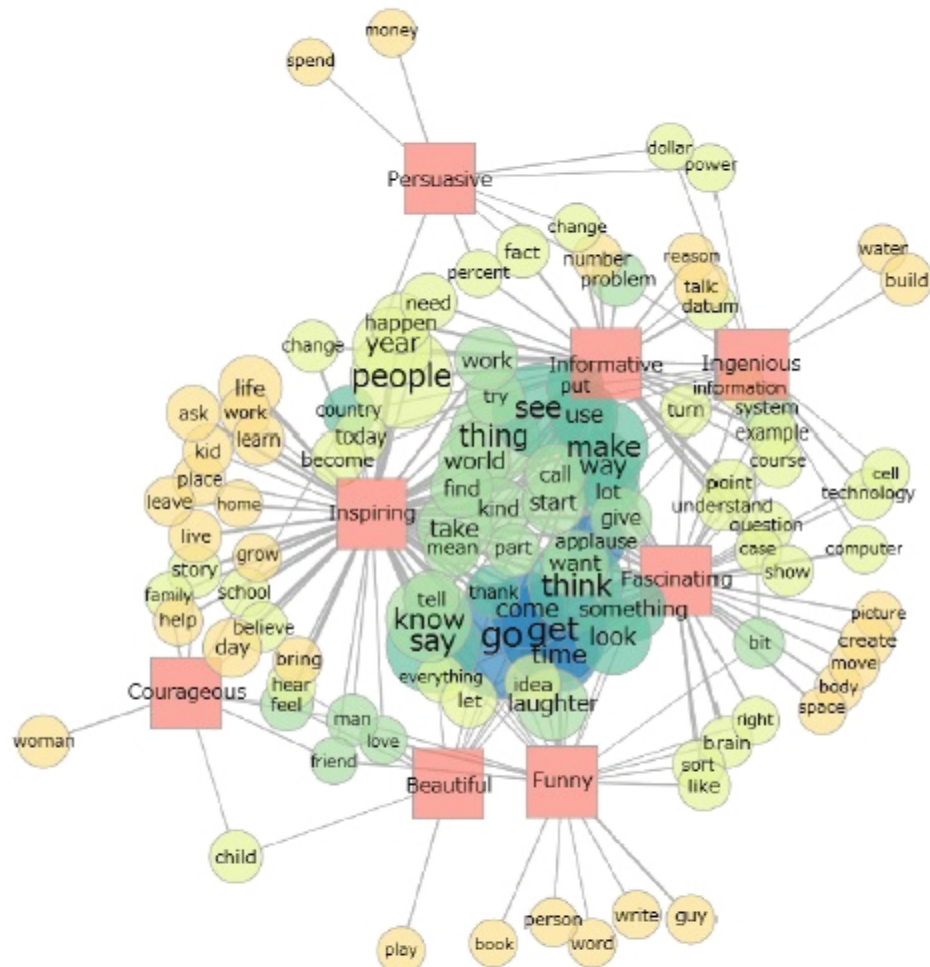 money
spend
dollar
power
Persuasive
change
fact
number
reason
water
percent
problem
talk
build
need
datum
happen
change
year
work
Informative
Ingenious
people
put
information
life
try
see
use
turn
system
ask
work
country
thing
make
example
learn
today
way
kid
become
world
call
course
place
find
lot
point
cell
technology
leave
home
Inspiring
kind
start
give
understand
take
question
live
mean
part
applause
case
computer
grow
want
story
think
Fascinating
show
family
school
tell
thank
come
something
picture
help
believe
know
go
get
look
bit
create
day
say
time
move
bring
everything
idea
body
Courageous
hear
let
laughter
space
feel
man
right
woman
love
brain
friend
sort
Beautiful
Funny
like
child
person
write
guy
play
book
word